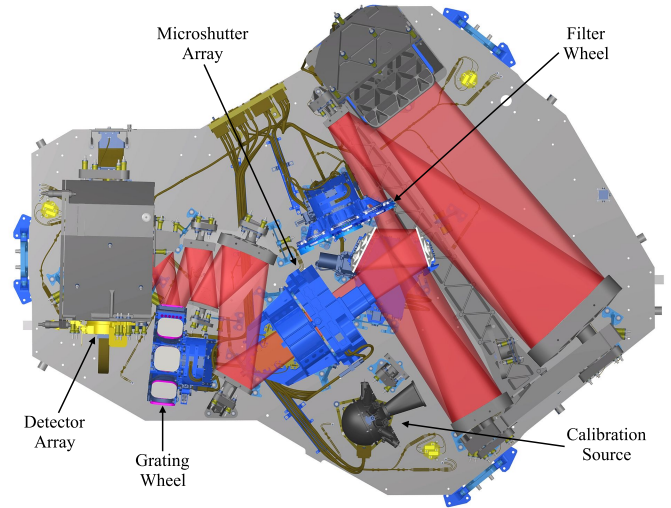 Microshutter
Array
Filter
Wheel
Detector
Array
Grating
Wheel
Calibration
Source